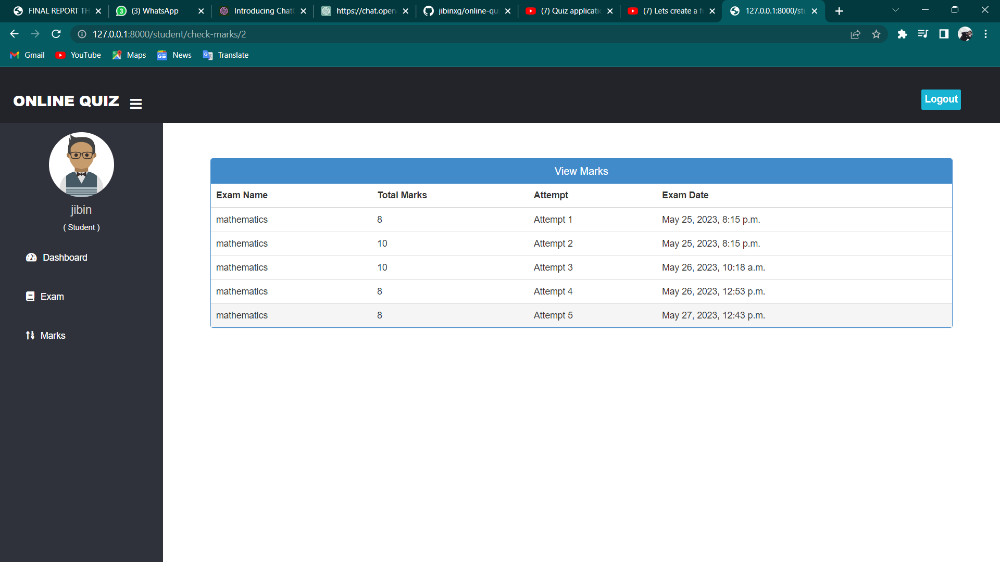 FINAL REPORT TH
(3) WhatsApp
Introducing Chat
https://chat.open
jibinxg/online-qui
(7) Quiz applicati
(7) Lets create a f
127.0.0.1:8000/stu
127.0.0.1:8000/student/check-marks/2
Gmail YouTube Maps News Translate
ONLINE QUIZ
Logout
jibin
( Student )
Dashboard
Exam
Marks
View Marks
Exam Name Total Marks Attempt Exam Date
mathematics 8 Attempt 1 May 25, 2023, 8:15 p.m.
mathematics 10 Attempt 2 May 25, 2023, 8:15 p.m.
mathematics 10 Attempt 3 May 26, 2023, 10:18 a.m.
mathematics 8 Attempt 4 May 26, 2023, 12:53 p.m.
mathematics 8 Attempt 5 May 27, 2023, 12:43 p.m.